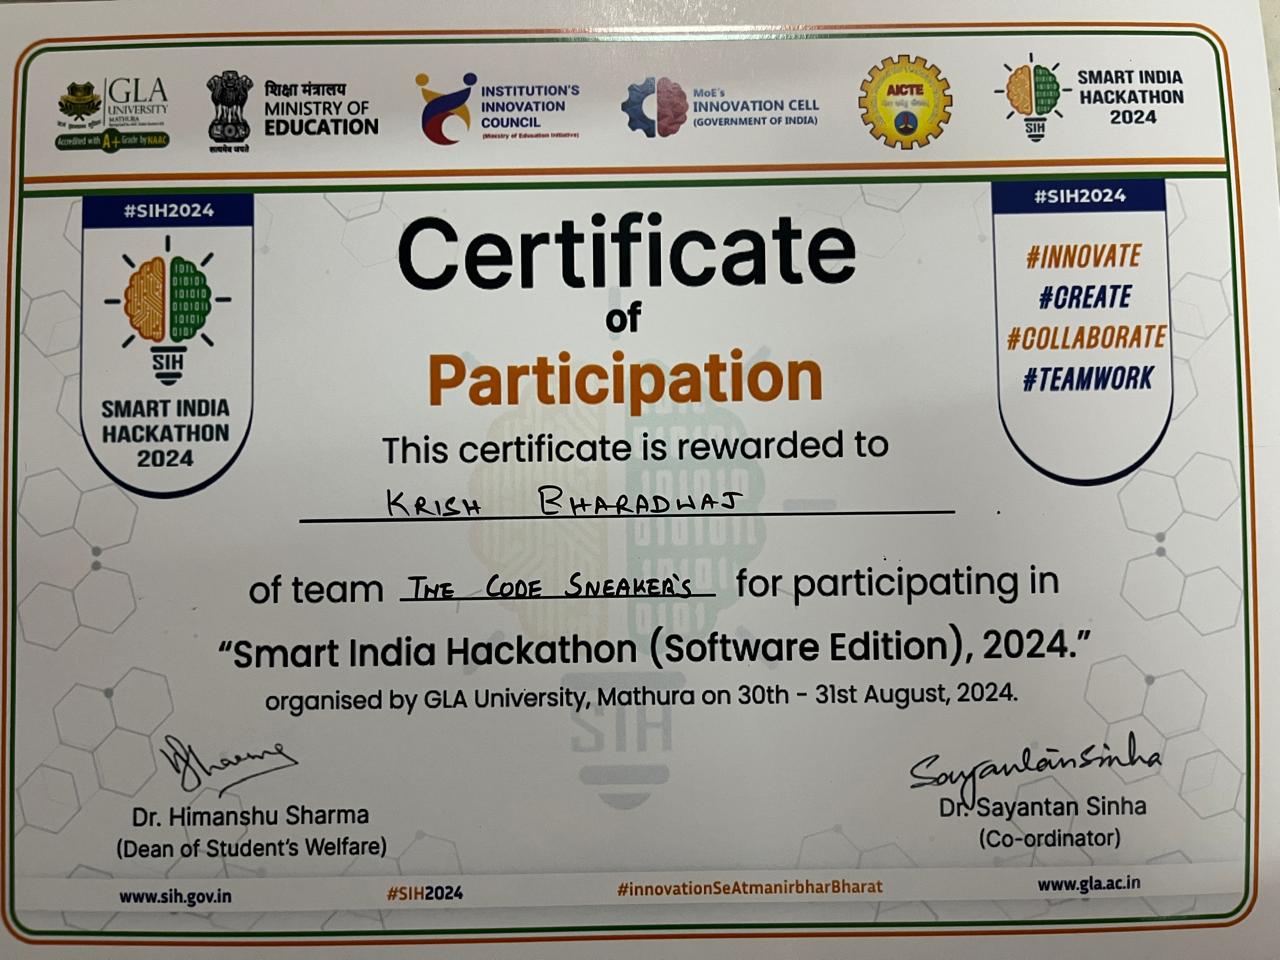 GLA
UNIVERSITY
MATHURA
Accredited with A+ Grade by NAAC
शिक्षा मंत्रालय
MINISTRY OF
EDUCATION
सत्यमेव जयते
INSTITUTION'S
INNOVATION
COUNCIL
(Ministry of Education Initiative)
MoE's
INNOVATION CELL
(GOVERNMENT OF INDIA)
AICTE
SIH
SMART INDIA
HACKATHON
2024
#SIH2024
SIH
SMART INDIA
HACKATHON
2024
#SIH2024
#INNOVATE
#CREATE
#COLLABORATE
#TEAMWORK
Certificate
of
Participation
This certificate is rewarded to
KRISH BHARADWAJ
of team THE CODE SNEAKER'S for participating in
“Smart India Hackathon (Software Edition), 2024.”
organised by GLA University, Mathura on 30th - 31st August, 2024.
SIH
Sayantan Sinha
Dr. Himanshu Sharma
(Dean of Student's Welfare)
Dr. Sayantan Sinha
(Co-ordinator)
www.sih.gov.in #SIH2024 #innovationSeAtmanirbharBharat www.gla.ac.in